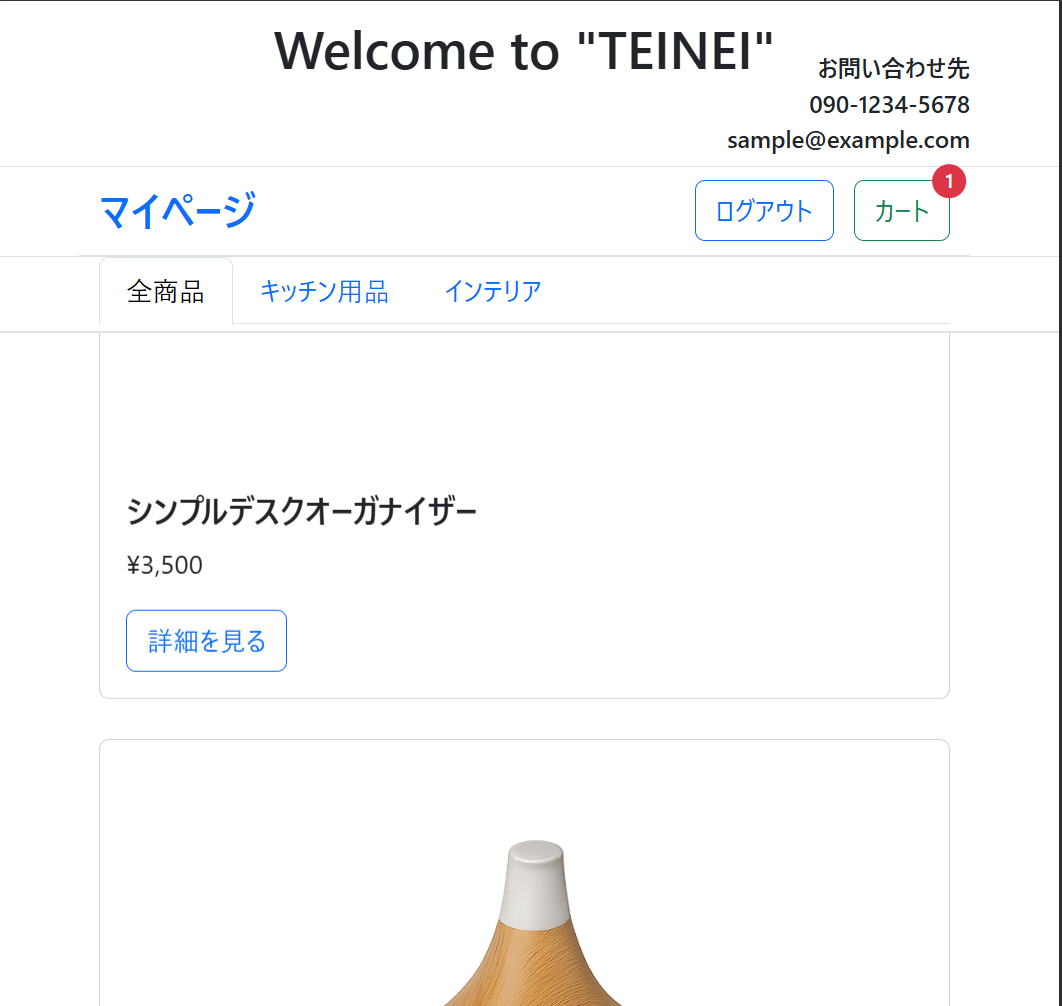 Welcome to "TEINEI"
お問い合わせ先
090-1234-5678
sample@example.com
マイページ
ログアウト
カート
1
全商品
キッチン用品
インテリア
シンプルデスクオーガナイザー
¥3,500
詳細を見る